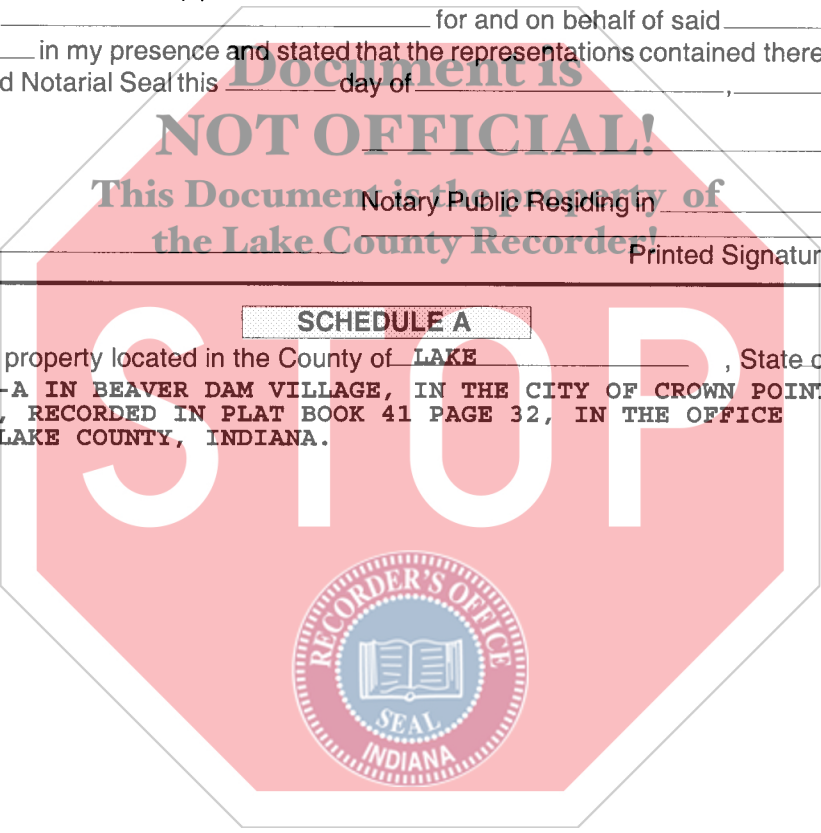 for and on behalf of said
in my presence and stated that the representations contained there
d Notarial Seal this day of ,
Document is
NOT OFFICIAL!
This Document is the property of
the Lake County Recorder!
Notary Public Residing in
Printed Signatur
SCHEDULE A
property located in the County of LAKE , State o
-A IN BEAVER DAM VILLAGE, IN THE CITY OF CROWN POINT
, RECORDED IN PLAT BOOK 41 PAGE 32, IN THE OFFICE
LAKE COUNTY, INDIANA.
STOP
RECORDER'S OFFICE
SEAL
INDIANA